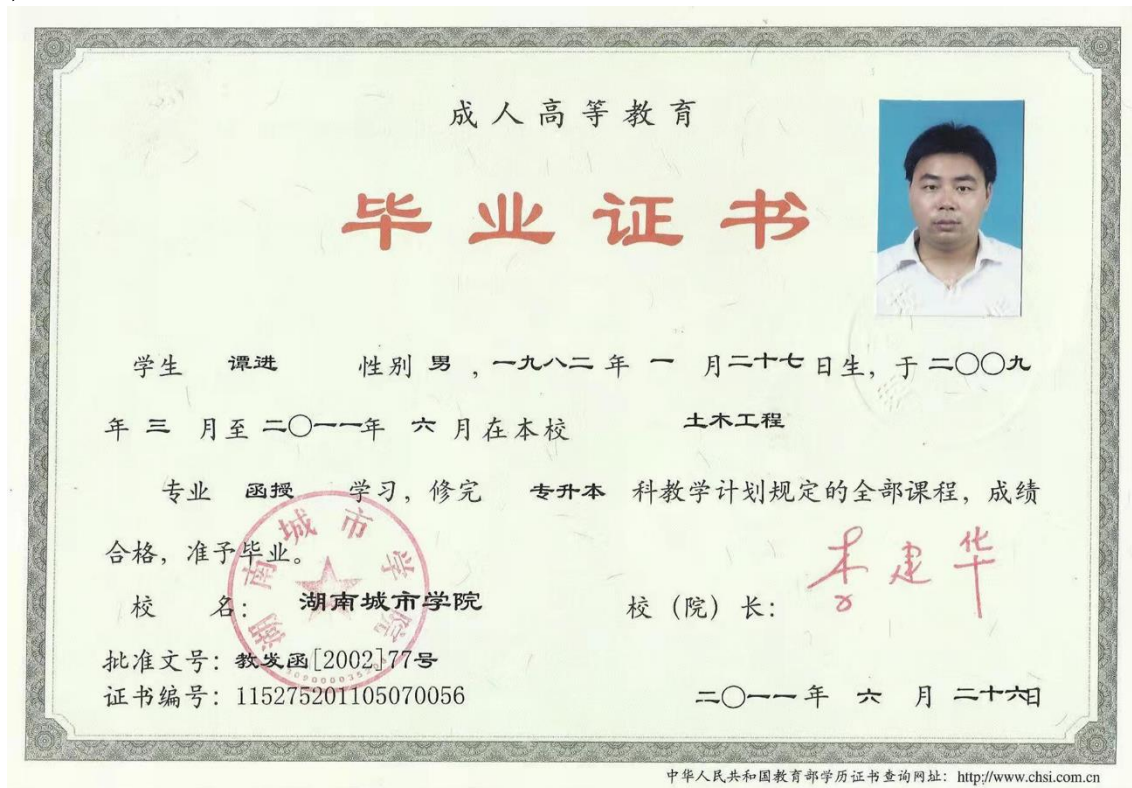 成人高等教育
毕业证书
学生 谭进 性别 男 ，一九八二 年 一 月二十七 日生，于 二〇〇九
年 三 月至 二〇一一年 六 月在本校 土木工程
专业 函授 学习，修完 专升本 科教学计划规定的全部课程，成绩
合格，准予毕业。
湖南城市学院
校 名：湖南城市学院 校（院）长：李建华
批准文号：教发函[2002]77号
证书编号：115275201105070056 二〇一一年 六 月 二十六日
中华人民共和国教育部学历证书查询网址：http://www.chsi.com.cn